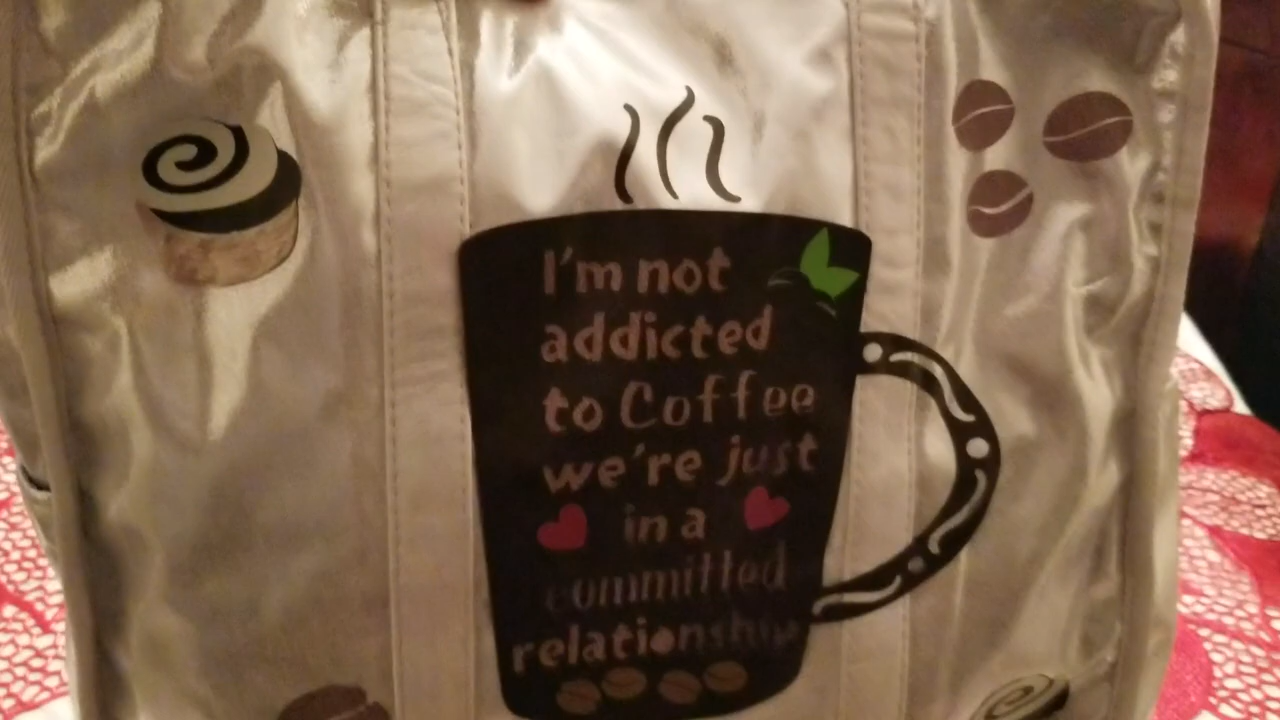 I'm not
addicted
to Coffee
we're just
in a
committed
relationship